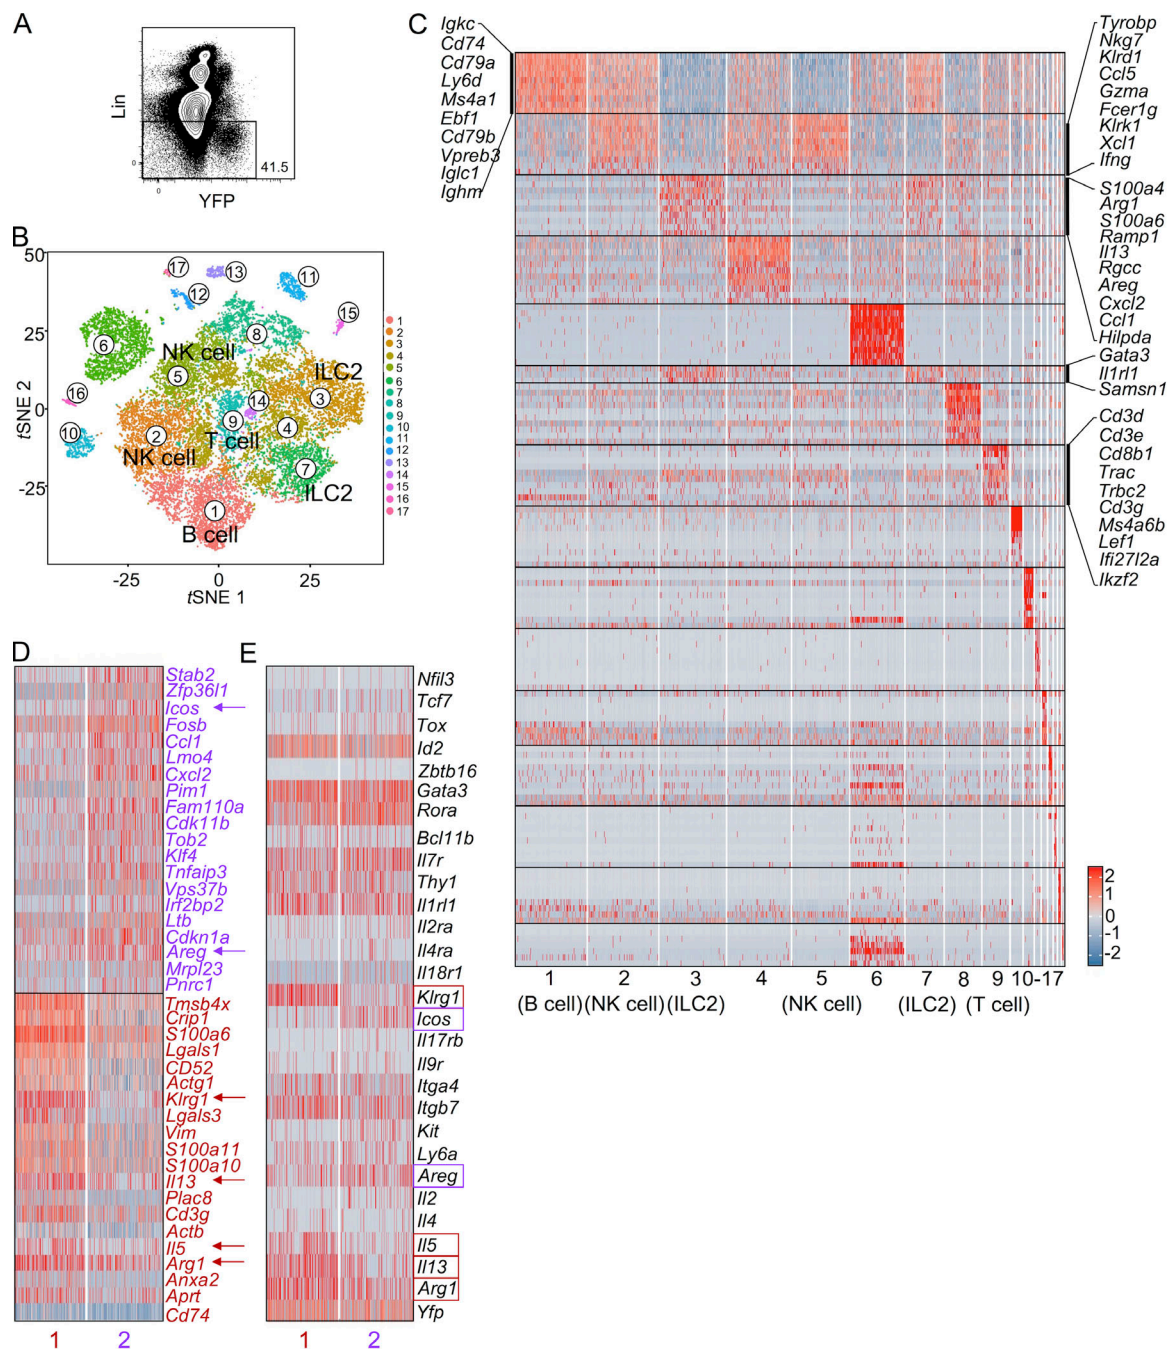 A
Lin
0
0
41.5
YFP
B
50
25
0
-25
tSNE 2
-25
0
25
tSNE 1
17
13
12
11
15
6
NK cell
8
5
ILC2
3
16
14
10
2
9
4
T cell
NK cell
7
ILC2
1
B cell
1
2
3
4
5
6
7
8
9
10
11
12
13
14
15
16
17
C
Igkc
Cd74
Cd79a
Ly6d
Ms4a1
Ebf1
Cd79b
Vpreb3
Iglc1
Ighm
Tyrobp
Nkg7
Klrd1
Ccl5
Gzma
Fcer1g
Klrk1
Xcl1
Ifng
S100a4
Arg1
S100a6
Ramp1
Il13
Rgcc
Areg
Cxcl2
Ccl1
Hilpda
Gata3
Il1rl1
Samsn1
Cd3d
Cd3e
Cd8b1
Trac
Trbc2
Cd3g
Ms4a6b
Lef1
Ifi27l2a
Ikzf2
2
1
0
-1
-2
1 2 3 4 5 6 7 8 9 10-17
(B cell) (NK cell) (ILC2) (NK cell) (ILC2) (T cell)
D
Stab2
Zfp36l1
Icos
Fosb
Ccl1
Lmo4
Cxcl2
Pim1
Fam110a
Cdk11b
Tob2
Klf4
Tnfaip3
Vps37b
Irf2bp2
Ltb
Cdkn1a
Areg
Mrpl23
Pnrc1
Tmsb4x
Crip1
S100a6
Lgals1
CD52
Actg1
Klrg1
Lgals3
Vim
S100a11
S100a10
Il13
Plac8
Cd3g
Actb
Il5
Arg1
Anxa2
Aprt
Cd74
1 2
E
Nfil3
Tcf7
Tox
Id2
Zbtb16
Gata3
Rora
Bcl11b
Il7r
Thy1
Il1rl1
Il2ra
Il4ra
Il18r1
Klrg1
Icos
Il17rb
Il9r
Itga4
Itgb7
Kit
Ly6a
Areg
Il2
Il4
Il5
Il13
Arg1
Yfp
1 2